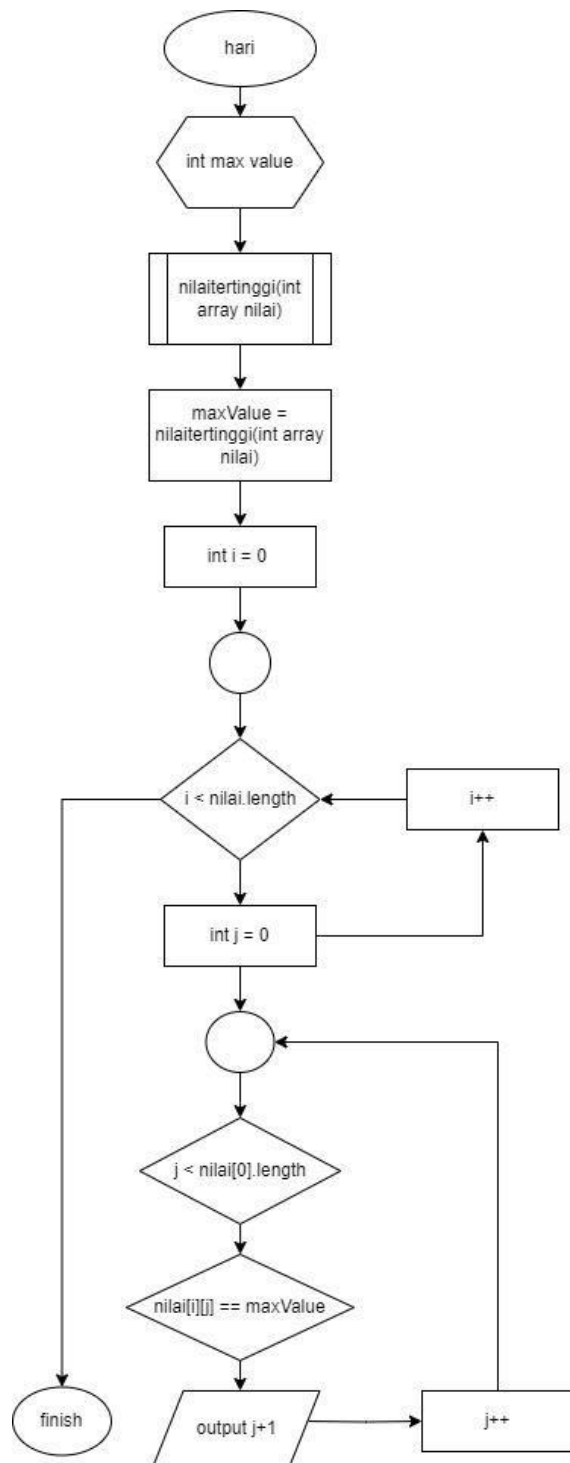 hari
int max value
nilaitertinggi(int
array nilai)
maxValue =
nilaitertinggi(int array
nilai)
int i = 0
i < nilai.length
i++
int j = 0
j < nilai[0].length
nilai[i][j] == maxValue
finish
output j+1
j++